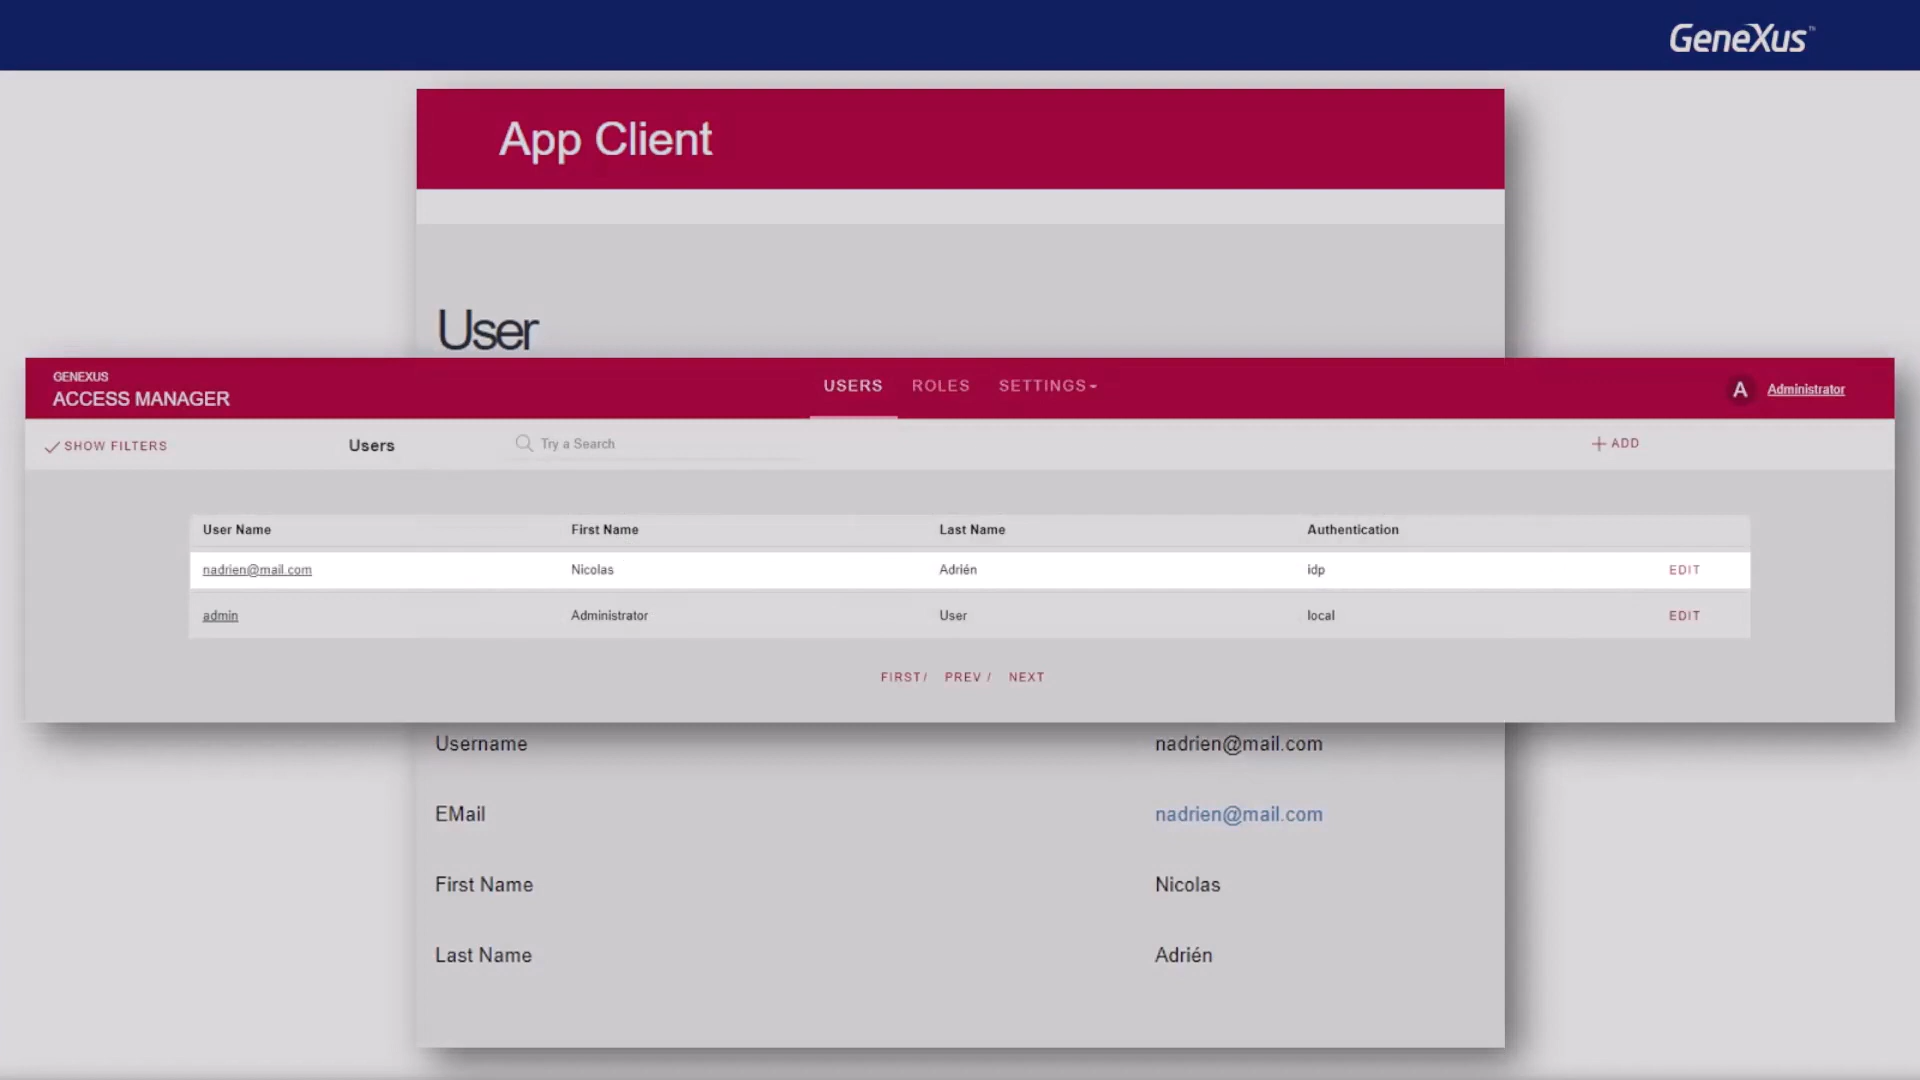 GeneXus™
App Client
User
GENEXUS
ACCESS MANAGER
USERS ROLES SETTINGS
A Administrator
SHOW FILTERS Users Try a Search ADD
User Name First Name Last Name Authentication
nadrien@mail.com Nicolas Adrién idp EDIT
admin Administrator User local EDIT
FIRST/ PREV / NEXT
Username nadrien@mail.com
EMail nadrien@mail.com
First Name Nicolas
Last Name Adrién